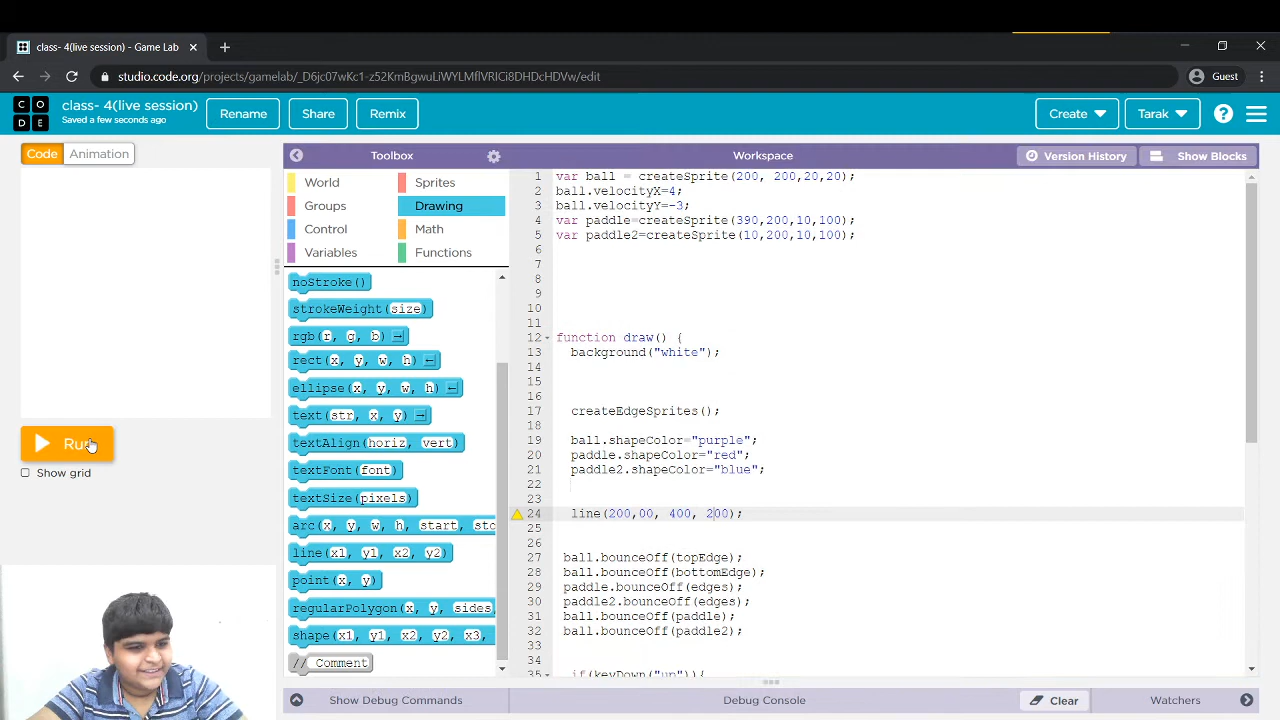 class- 4(live session) - Game Lab
studio.code.org/projects/gamelab/_D6jc07wKc1-z52KmBgwuLiWYLMflVRICi8DHDcHDVw/edit
Guest
C O
D E
class- 4(live session)
Saved a few seconds ago
Rename
Share
Remix
Create
Tarak
?
Code
Animation
Toolbox
Workspace
Version History
Show Blocks
World
Sprites
Groups
Drawing
Control
Math
Variables
Functions
noStroke()
strokeWeight(size)
rgb(r, g, b)
rect(x, y, w, h)
ellipse(x, y, w, h)
text(str, x, y)
textAlign(horiz, vert)
textFont(font)
textSize(pixels)
arc(x, y, w, h, start, sto
line(x1, y1, x2, y2)
point(x, y)
regularPolygon(x, y, sides,
shape(x1, y1, x2, y2, x3,
// Comment
1 var ball = createSprite(200, 200,20,20);
2 ball.velocityX=4;
3 ball.velocityY=-3;
4 var paddle=createSprite(390,200,10,100);
5 var paddle2=createSprite(10,200,10,100);
6
7
8
9
10
11
12 function draw() {
13 background("white");
14
15
16
17 createEdgeSprites();
18
19 ball.shapeColor="purple";
20 paddle.shapeColor="red";
21 paddle2.shapeColor="blue";
22
23
24 line(200,00, 400, 200);
25
26
27 ball.bounceOff(topEdge);
28 ball.bounceOff(bottomEdge);
29 paddle.bounceOff(edges);
30 paddle2.bounceOff(edges);
31 ball.bounceOff(paddle);
32 ball.bounceOff(paddle2);
33
34
35 if(keyDown("up")){
Run
Show grid
Show Debug Commands
Debug Console
Clear
Watchers